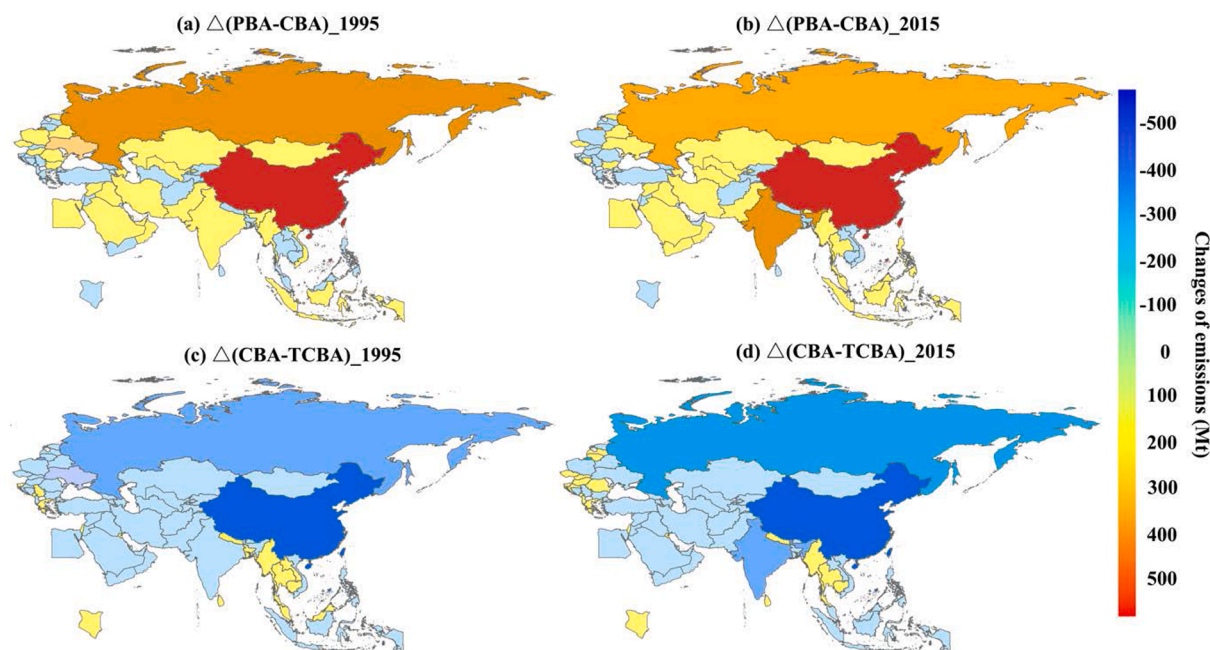 (a) △(PBA-CBA)_1995
(b) △(PBA-CBA)_2015
(c) △(CBA-TCBA)_1995
(d) △(CBA-TCBA)_2015
-500
-400
-300
-200
-100
0
100
200
300
400
500
Changes of emissions (Mt)